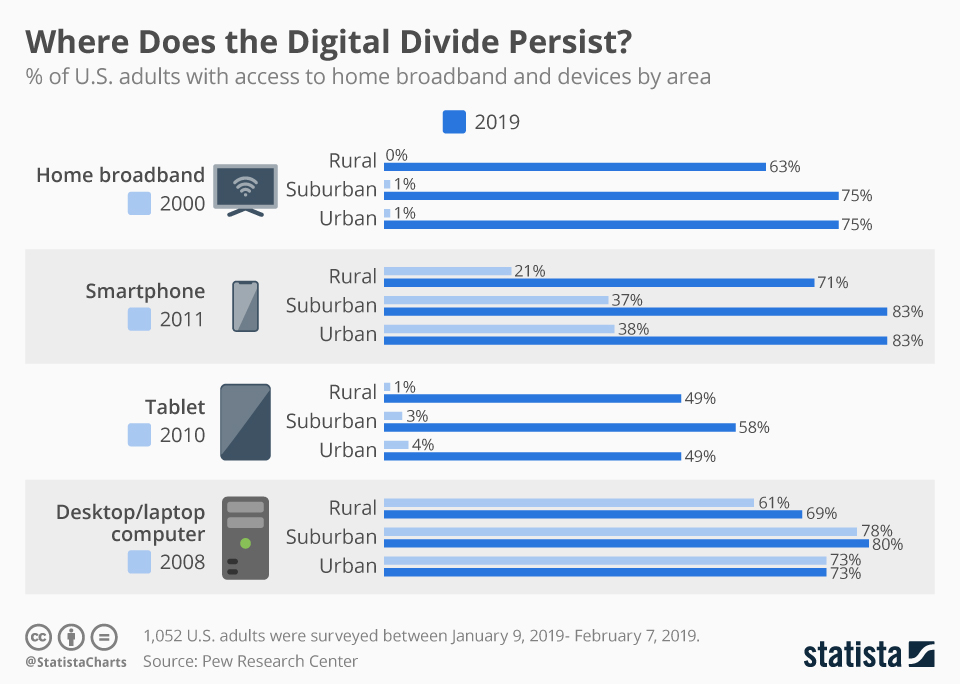 Where Does the Digital Divide Persist?
% of U.S. adults with access to home broadband and devices by area
2019
Home broadband
2000
Rural 0% 63%
Suburban 1% 75%
Urban 1% 75%
Smartphone
2011
Rural 21% 71%
Suburban 37% 83%
Urban 38% 83%
Tablet
2010
Rural 1% 49%
Suburban 3% 58%
Urban 4% 49%
Desktop/laptop
computer
2008
Rural 61% 69%
Suburban 78% 80%
Urban 73% 73%
cc
@StatistaCharts
1,052 U.S. adults were surveyed between January 9, 2019- February 7, 2019.
Source: Pew Research Center
statista